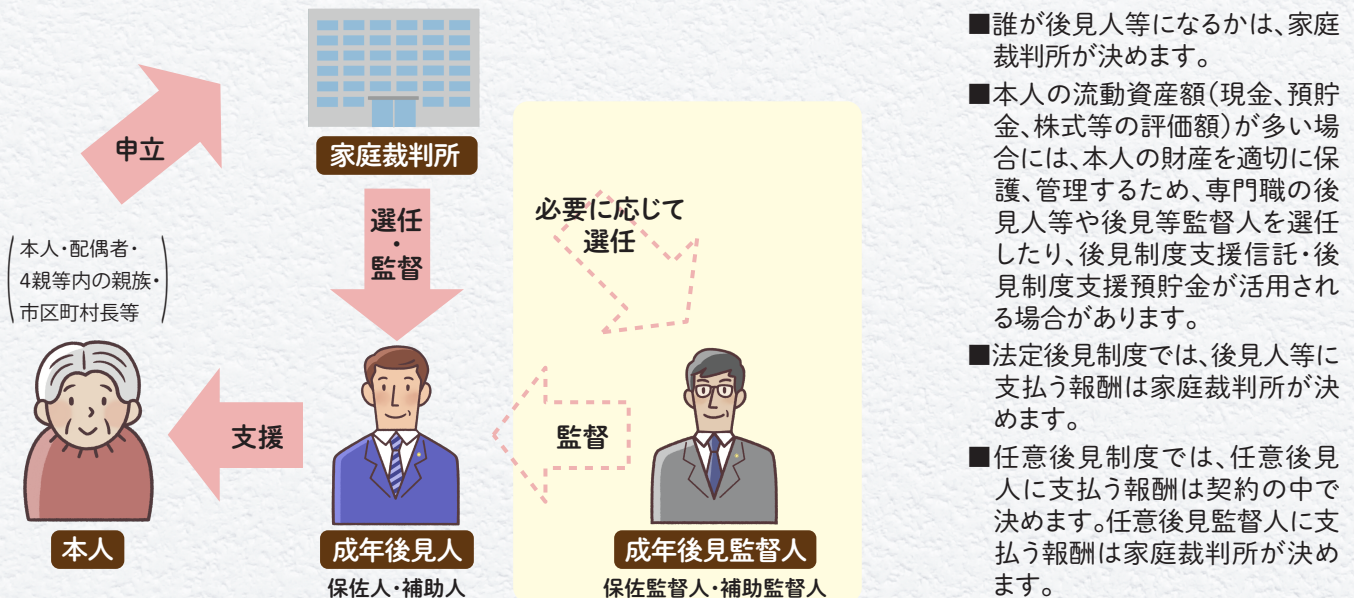 家庭裁判所
申立
本人・配偶者・
4親等内の親族・
市区町村長等
選任
・
監督
必要に応じて
選任
支援
監督
本人
成年後見人
保佐人・補助人
成年後見監督人
保佐監督人・補助監督人
■誰が後見人等になるかは、家庭
裁判所が決めます。
■本人の流動資産額(現金、預貯
金、株式等の評価額)が多い場
合には、本人の財産を適切に保
護、管理するため、専門職の後
見人等や後見等監督人を選任
したり、後見制度支援信託・後
見制度支援預貯金が活用され
る場合があります。
■法定後見制度では、後見人等に
支払う報酬は家庭裁判所が決
めます。
■任意後見制度では、任意後見
人に支払う報酬は契約の中で
決めます。任意後見監督人に支
払う報酬は家庭裁判所が決め
ます。